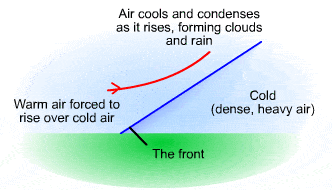 Air cools and condenses
as it rises, forming clouds
and rain
Warm air forced to
rise over cold air
Cold
(dense, heavy air)
The front